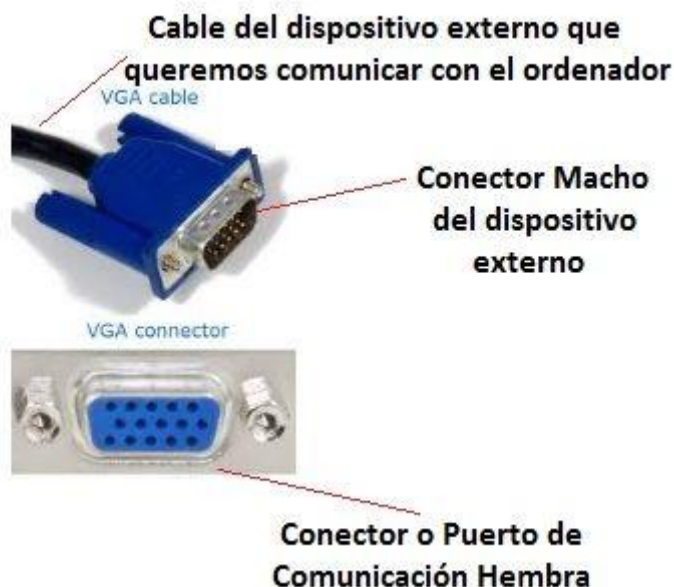 Cable del dispositivo externo que
queremos comunicar con el ordenador
VGA cable
Conector Macho
del dispositivo
externo
VGA connector
Conector o Puerto de
Comunicación Hembra